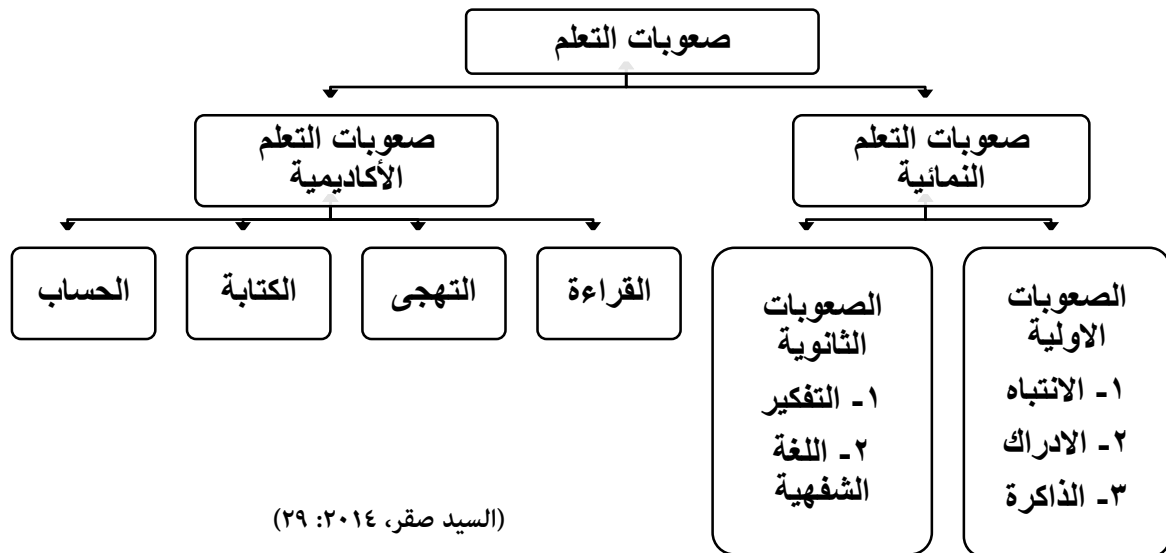 صعوبات التعلم
صعوبات التعلم
النمائية
صعوبات التعلم
الأكاديمية
الصعوبات
الاولية
١- الانتباه
٢- الادراك
٣- الذاكرة
الصعوبات
الثانوية
١- التفكير
٢- اللغة
الشفهية
القراءة
التهجى
الكتابة
الحساب
(السيد صقر، ٢٠١٤: ٢٩)